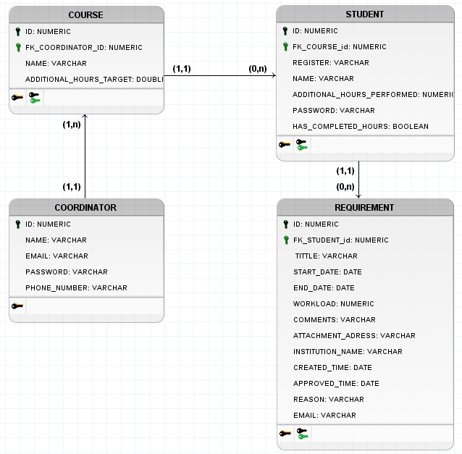 COURSE
ID: NUMERIC
FK_COORDINATOR_ID: NUMERIC
NAME: VARCHAR
ADDITIONAL_HOURS_TARGET: DOUBL
(1,1)
(0,n)
STUDENT
ID: NUMERIC
FK_COURSE_id: NUMERIC
REGISTER: VARCHAR
NAME: VARCHAR
ADDITIONAL_HOURS_PERFORMED: NUMERIC
PASSWORD: VARCHAR
HAS_COMPLETED_HOURS: BOOLEAN
(1,n)
(1,1)
(1,1)
(0,n)
COORDINATOR
ID: NUMERIC
NAME: VARCHAR
EMAIL: VARCHAR
PASSWORD: VARCHAR
PHONE_NUMBER: VARCHAR
REQUIREMENT
ID: NUMERIC
FK_STUDENT_id: NUMERIC
TITTLE: VARCHAR
START_DATE: DATE
END_DATE: DATE
WORKLOAD: NUMERIC
COMMENTS: VARCHAR
ATTACHMENT_ADRESS: VARCHAR
INSTITUTION_NAME: VARCHAR
CREATED_TIME: DATE
APPROVED_TIME: DATE
REASON: VARCHAR
EMAIL: VARCHAR